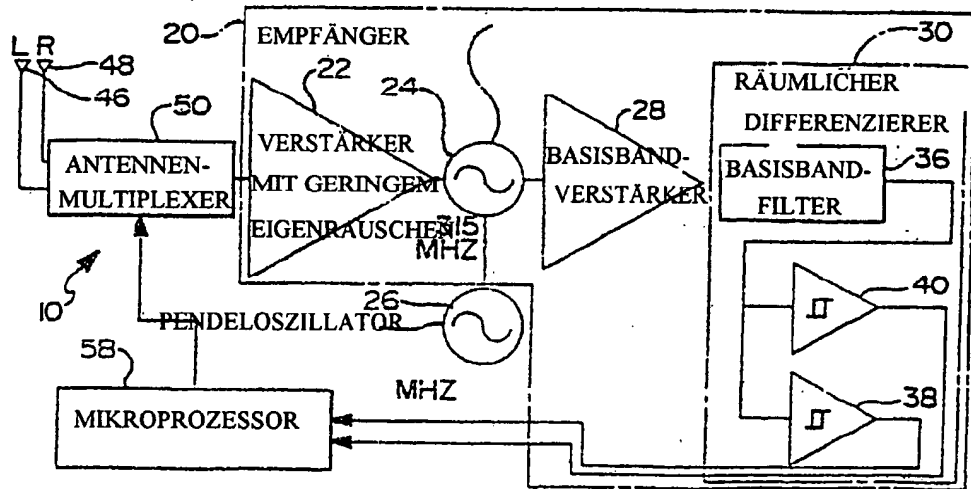 20
EMPFÄNGER
30
L R
48
46
22
24
RÄUMLICHER
DIFFERENZIERER
50
28
ANTENNEN-
MULTIPLEXER
VERSTÄRKER
MIT GERINGEM
EIGENRAUSCHEN
BASISBAND-
VERSTÄRKER
BASISBAND-
FILTER
36
315
MHZ
10
26
PENDELOSZILLATOR
40
58
MHZ
MIKROPROZESSOR
38